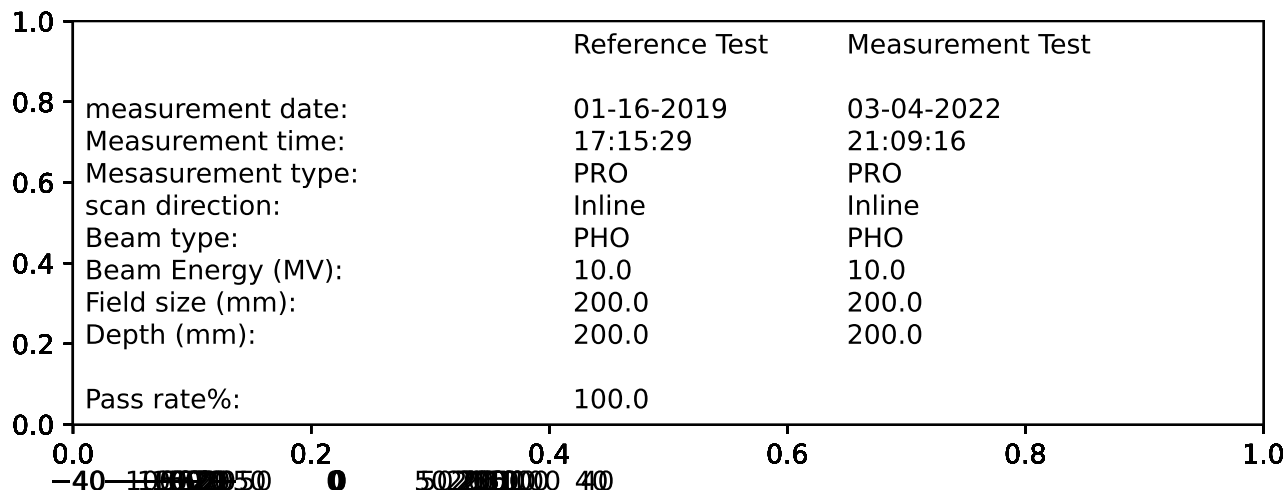 1.0
Reference Test Measurement Test
0.8
measurement date: 01-16-2019 03-04-2022
Measurement time: 17:15:29 21:09:16
0.6
Mesasurement type: PRO PRO
scan direction: Inline Inline
Beam type: PHO PHO
0.4
Beam Energy (MV): 10.0 10.0
Field size (mm): 200.0 200.0
0.2
Depth (mm): 200.0 200.0
Pass rate%: 100.0
0.0
0.0 0.2 0.4 0.6 0.8 1.0
−40 0 40